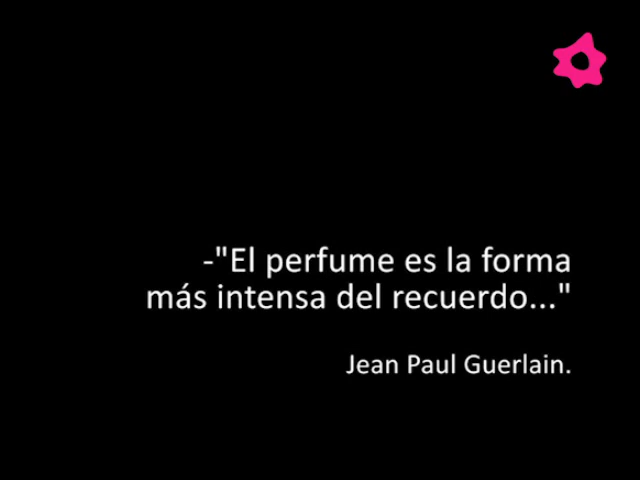 -"El perfume es la forma
más intensa del recuerdo..."
Jean Paul Guerlain.